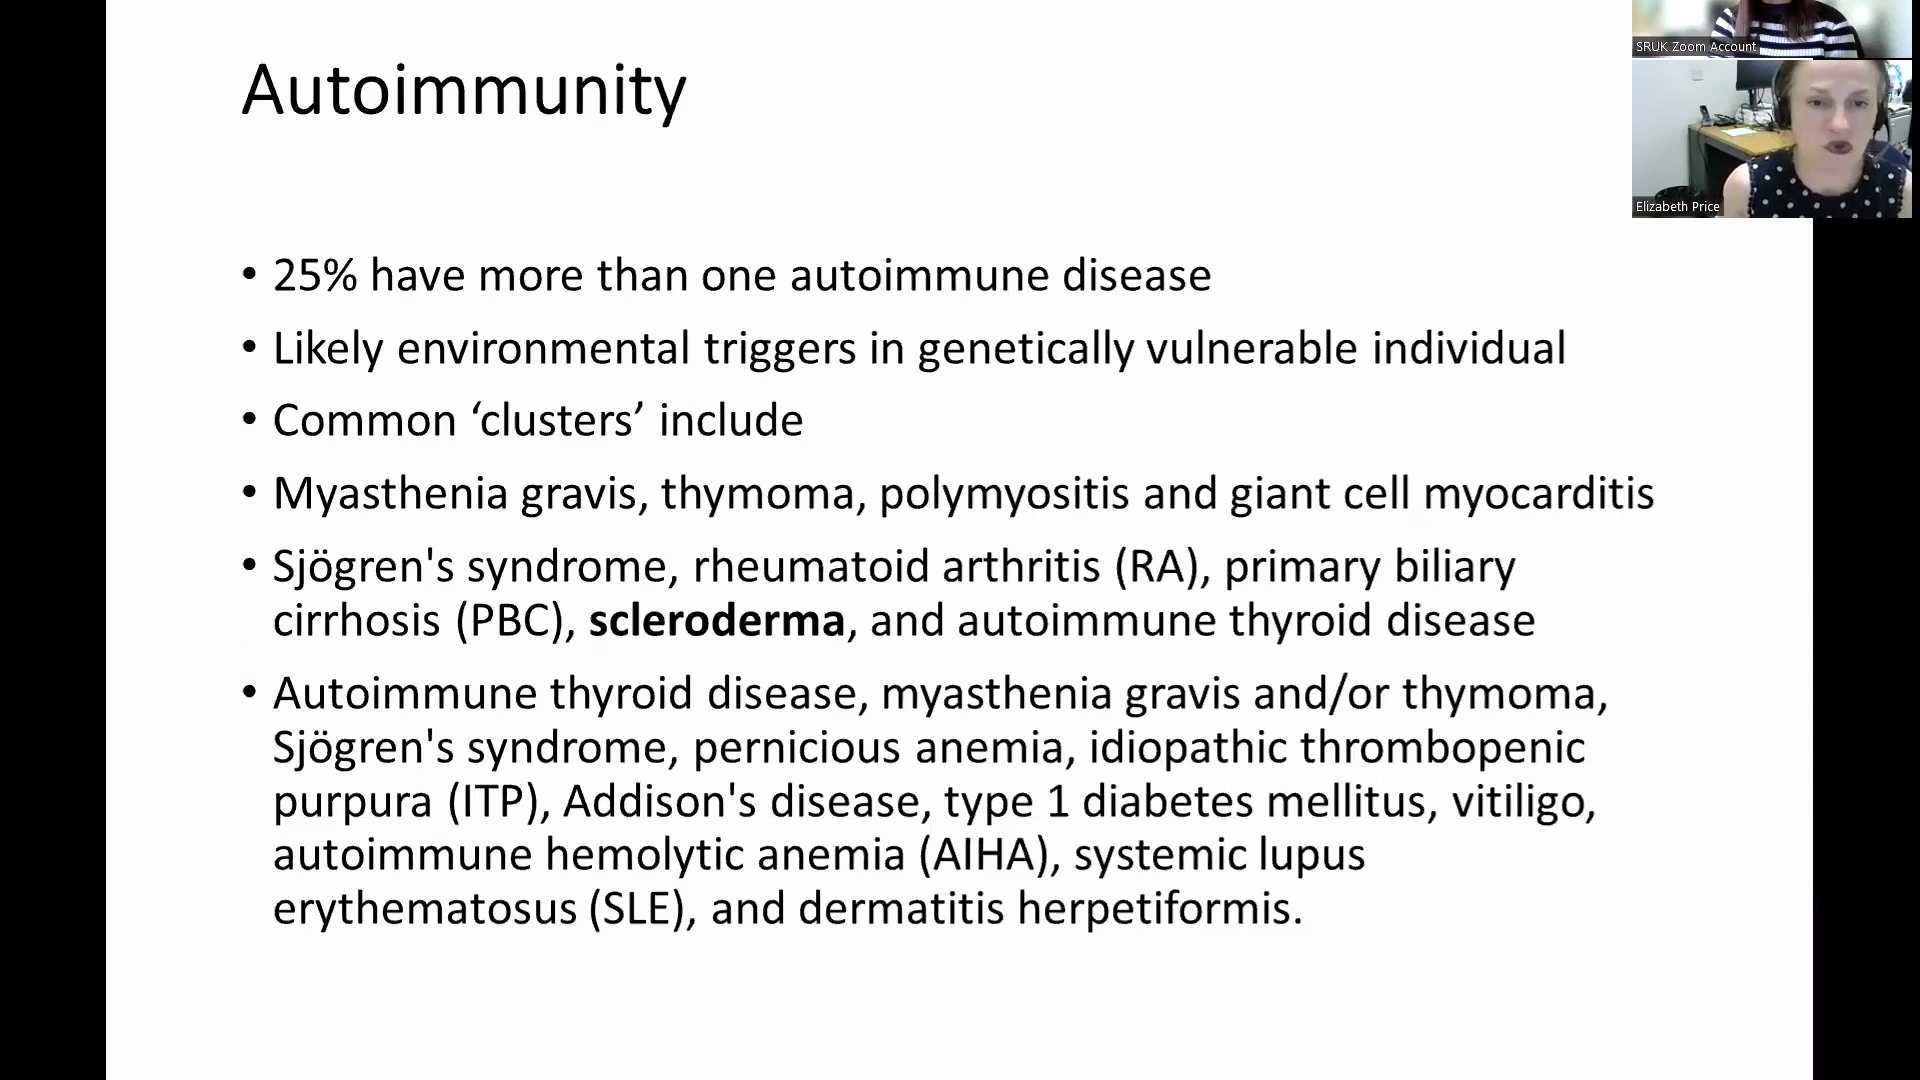 Autoimmunity
SRUK Zoom Account
Elizabeth Price
• 25% have more than one autoimmune disease
• Likely environmental triggers in genetically vulnerable individual
• Common ‘clusters’ include
• Myasthenia gravis, thymoma, polymyositis and giant cell myocarditis
• Sjögren's syndrome, rheumatoid arthritis (RA), primary biliary
cirrhosis (PBC), scleroderma, and autoimmune thyroid disease
• Autoimmune thyroid disease, myasthenia gravis and/or thymoma,
Sjögren's syndrome, pernicious anemia, idiopathic thrombopenic
purpura (ITP), Addison's disease, type 1 diabetes mellitus, vitiligo,
autoimmune hemolytic anemia (AIHA), systemic lupus
erythematosus (SLE), and dermatitis herpetiformis.